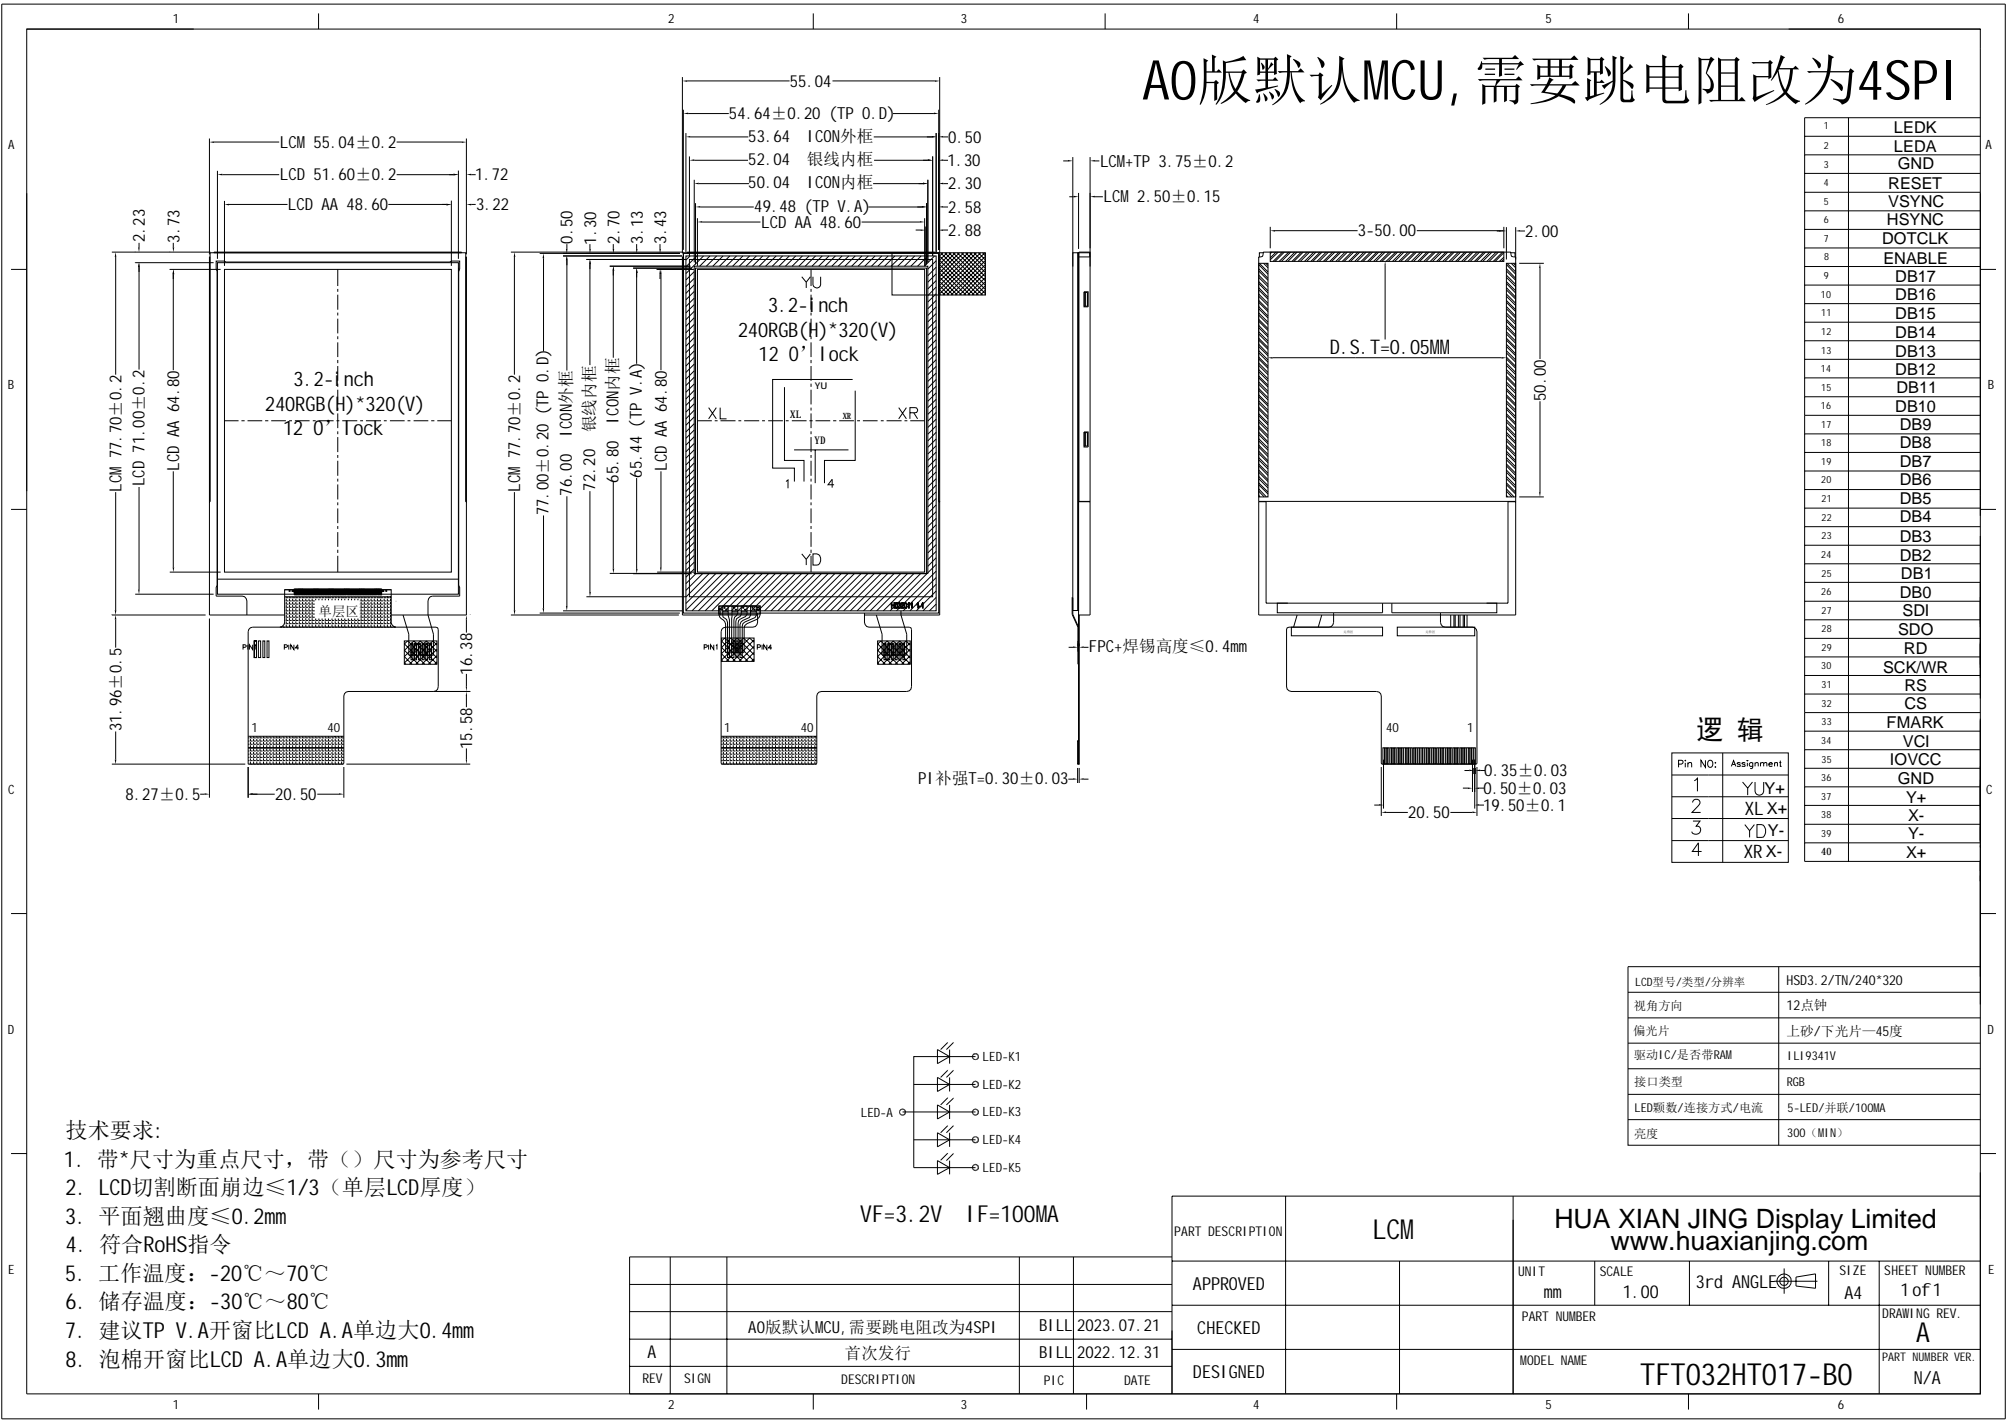 1 2 3 4 5 6
A0版默认MCU,需要跳电阻改为4SPI
A
B
C
D
E
LCM 55.04±0.2
LCD 51.60±0.2
1.72
LCD AA 48.60
3.22
2.23
3.73
LCM 77.70±0.2
LCD 71.00±0.2
LCD AA 64.80
3.2-Inch
240RGB(H)*320(V)
12 O' lock
单层区
PIN4
1 40
31.96±0.5
16.38
15.58
8.27±0.5
20.50
55.04
54.64±0.20 (TP O.D)
53.64 ICON外框
0.50
52.04 银线内框
1.30
50.04 ICON内框
2.30
49.48 (TP V.A)
2.58
LCD AA 48.60
2.88
0.50
1.30
2.70
3.13
3.43
LCM 77.70±0.2
77.00±0.20 (TP O.D)
76.00 ICON外框
72.20 银线内框
65.80 ICON内框
65.44 (TP V.A)
LCD AA 64.80
YU
3.2-Inch
240RGB(H)*320(V)
12 O' lock
YU
XL XL XR XR
YD
1 4
YD
PIN1 PIN4
1 40
LCM+TP 3.75±0.2
LCM 2.50±0.15
FPC+焊锡高度≤0.4mm
PI补强T=0.30±0.03
3-50.00
2.00
D.S.T=0.05MM
50.00
40 1
0.35±0.03
0.50±0.03
19.50±0.1
20.50
1 LEDK
2 LEDA
3 GND
4 RESET
5 VSYNC
6 HSYNC
7 DOTCLK
8 ENABLE
9 DB17
10 DB16
11 DB15
12 DB14
13 DB13
14 DB12
15 DB11
16 DB10
17 DB9
18 DB8
19 DB7
20 DB6
21 DB5
22 DB4
23 DB3
24 DB2
25 DB1
26 DB0
27 SDI
28 SDO
29 RD
30 SCK/WR
31 RS
32 CS
33 FMARK
34 VCI
35 IOVCC
36 GND
37 Y+
38 X-
39 Y-
40 X+
逻 辑
Pin NO: Assignment
1 YUY+
2 XL X+
3 YDY-
4 XR X-
LCD型号/类型/分辨率 HSD3.2/TN/240*320
视角方向 12点钟
偏光片 上砂/下光片—45度
驱动IC/是否带RAM ILI9341V
接口类型 RGB
LED颗数/连接方式/电流 5-LED/并联/100MA
亮度 300（MIN）
LED-A
LED-K1
LED-K2
LED-K3
LED-K4
LED-K5
VF=3.2V IF=100MA
技术要求:
1. 带*尺寸为重点尺寸，带（）尺寸为参考尺寸
2. LCD切割断面崩边≤1/3（单层LCD厚度）
3. 平面翘曲度≤0.2mm
4. 符合RoHS指令
5. 工作温度：-20℃～70℃
6. 储存温度：-30℃～80℃
7. 建议TP V.A开窗比LCD A.A单边大0.4mm
8. 泡棉开窗比LCD A.A单边大0.3mm
A0版默认MCU,需要跳电阻改为4SPI BILL 2023.07.21
A 首次发行 BILL 2022.12.31
REV SIGN DESCRIPTION PIC DATE
PART DESCRIPTION LCM
APPROVED
CHECKED
DESIGNED
HUA XIAN JING Display Limited
www.huaxianjing.com
UNIT mm
SCALE 1.00
3rd ANGLE
SIZE A4
SHEET NUMBER 1of1
PART NUMBER
DRAWING REV. A
MODEL NAME TFT032HT017-B0
PART NUMBER VER. N/A
A
B
C
D
E
1 2 3 4 5 6